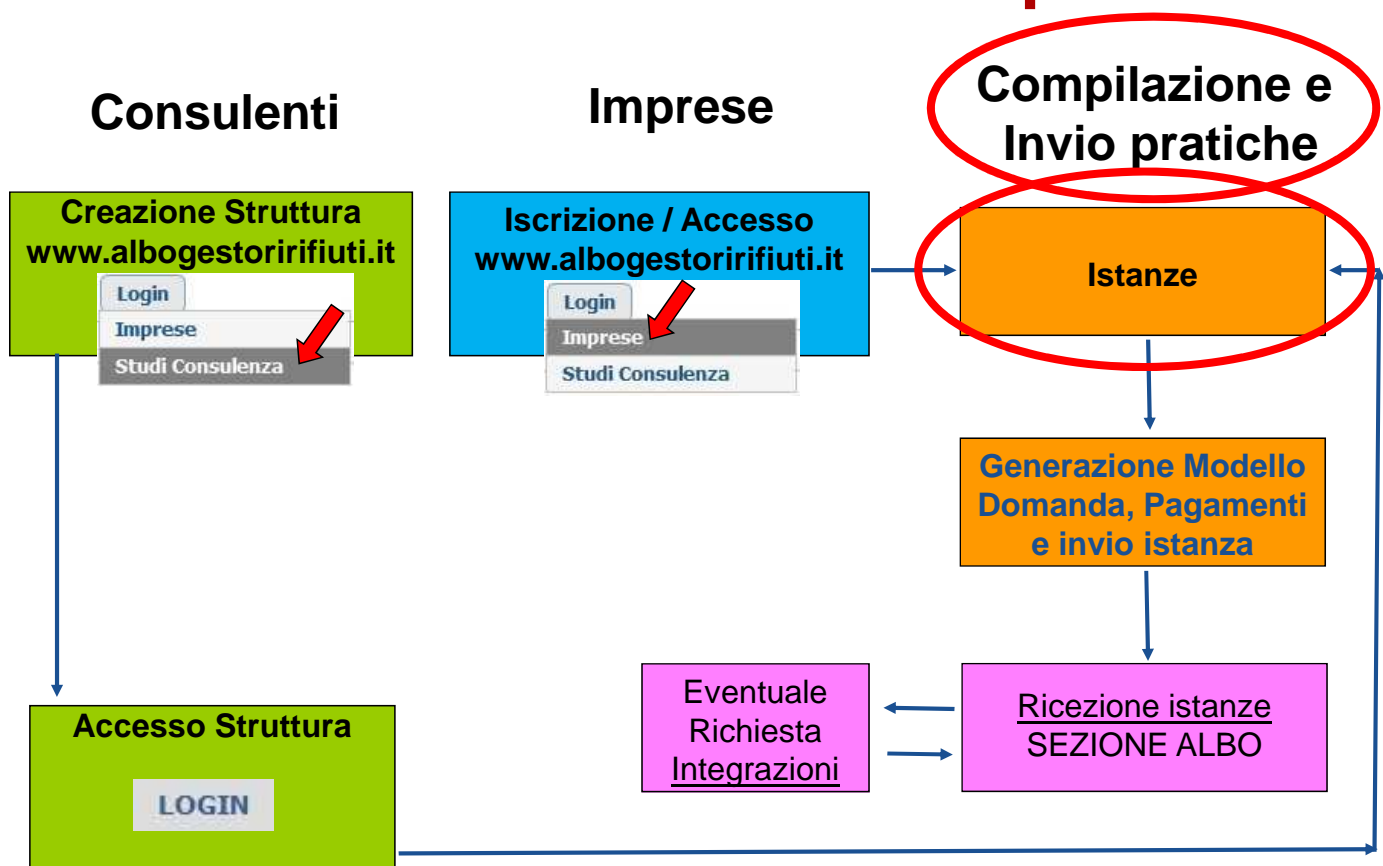 Consulenti
Imprese
Compilazione e
Invio pratiche
Creazione Struttura
www.albogestoririfiuti.it
Login
Imprese
Studi Consulenza
Iscrizione / Accesso
www.albogestoririfiuti.it
Login
Imprese
Studi Consulenza
Istanze
Generazione Modello
Domanda, Pagamenti
e invio istanza
Eventuale
Richiesta
Integrazioni
Ricezione istanze
SEZIONE ALBO
Accesso Struttura
LOGIN